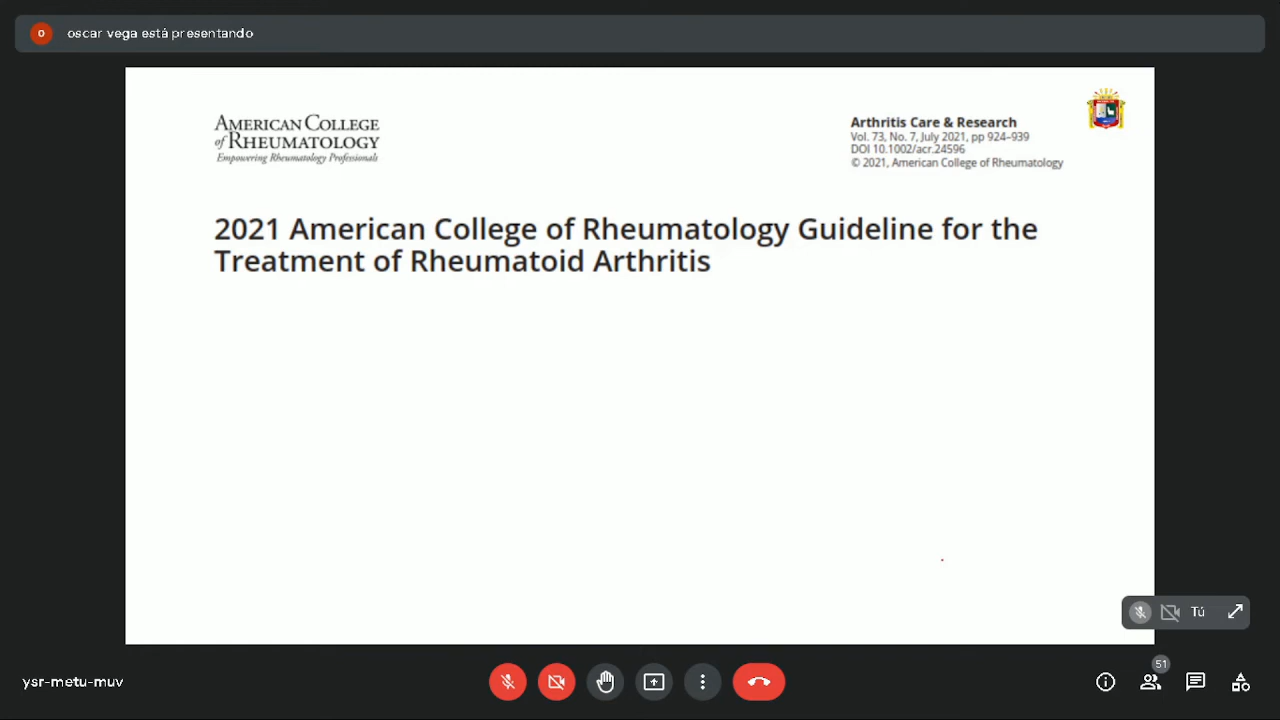 O
oscar vega está presentando
AMERICAN COLLEGE
of RHEUMATOLOGY
Empowering Rheumatology Professionals
Arthritis Care & Research
Vol. 73, No. 7, July 2021, pp 924–939
DOI 10.1002/acr.24596
© 2021, American College of Rheumatology
2021 American College of Rheumatology Guideline for the
Treatment of Rheumatoid Arthritis
Tú
ysr-metu-muv
51